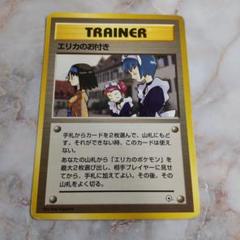 TRAINER
エリカのお付き
手札からカードを2枚選んで、山札にもど
す。それができない時、このカードは使え
ない。
あなたの山札から「エリカのポケモン」を
最大2枚選び出し、相手プレイヤーに見せ
てから、手札に加えてよい。その後、その
山札をよく切る。